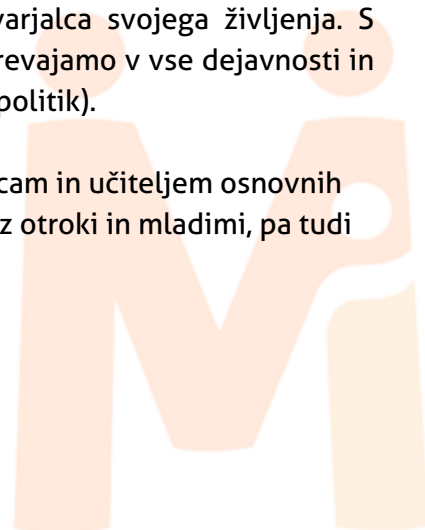 varjalca svojega življenja. S
revajamo v vse dejavnosti in
politik).
cam in učiteljem osnovnih
z otroki in mladimi, pa tudi